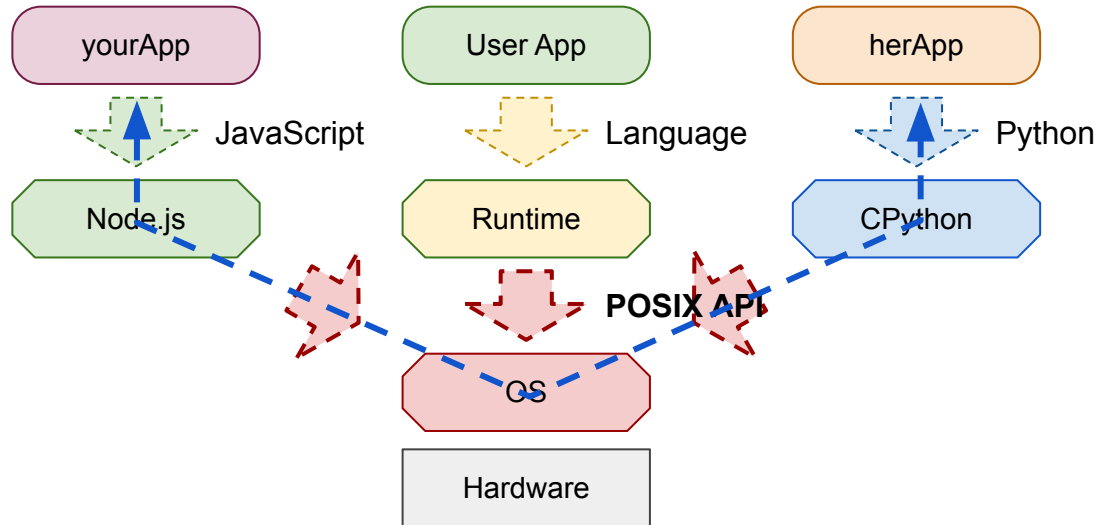 yourApp
User App
herApp
JavaScript
Language
Python
Node.js
Runtime
CPython
POSIX API
OS
Hardware